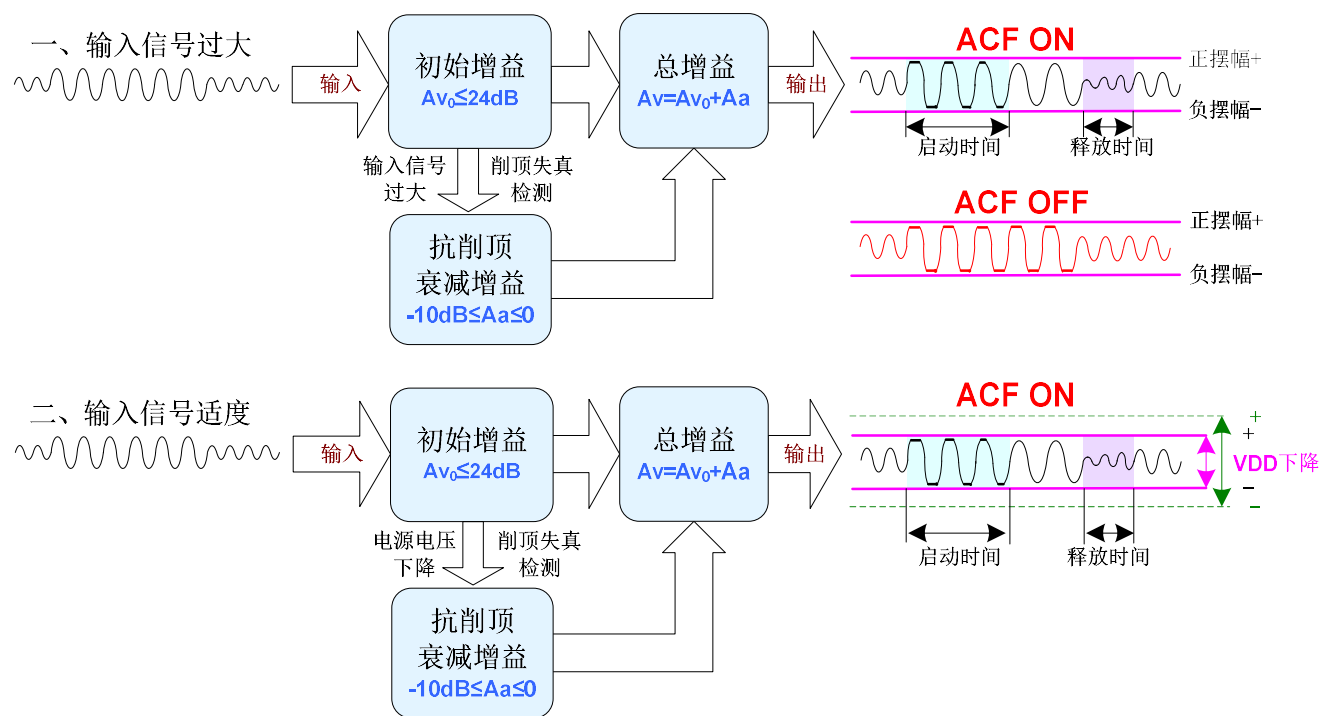 一、输入信号过大
输入
初始增益
Av₀≤24dB
总增益
Av=Av₀+Aa
输出
ACF ON
正摆幅+
负摆幅-
启动时间
释放时间
输入信号
过大
削顶失真
检测
抗削顶
衰减增益
-10dB≤Aa≤0
ACF OFF
正摆幅+
负摆幅-
二、输入信号适度
输入
初始增益
Av₀≤24dB
总增益
Av=Av₀+Aa
输出
ACF ON
+
+
VDD下降
-
-
启动时间
释放时间
电源电压
下降
削顶失真
检测
抗削顶
衰减增益
-10dB≤Aa≤0